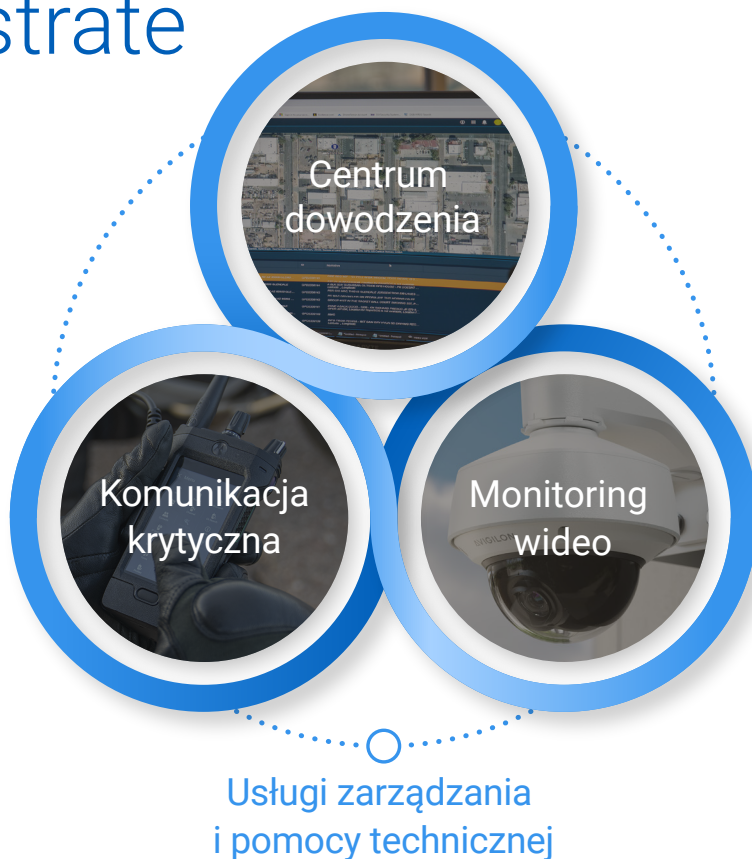 strate
Centrum
dowodzenia
Komunikacja
krytyczna
Monitoring
wideo
Usługi zarządzania
i pomocy technicznej